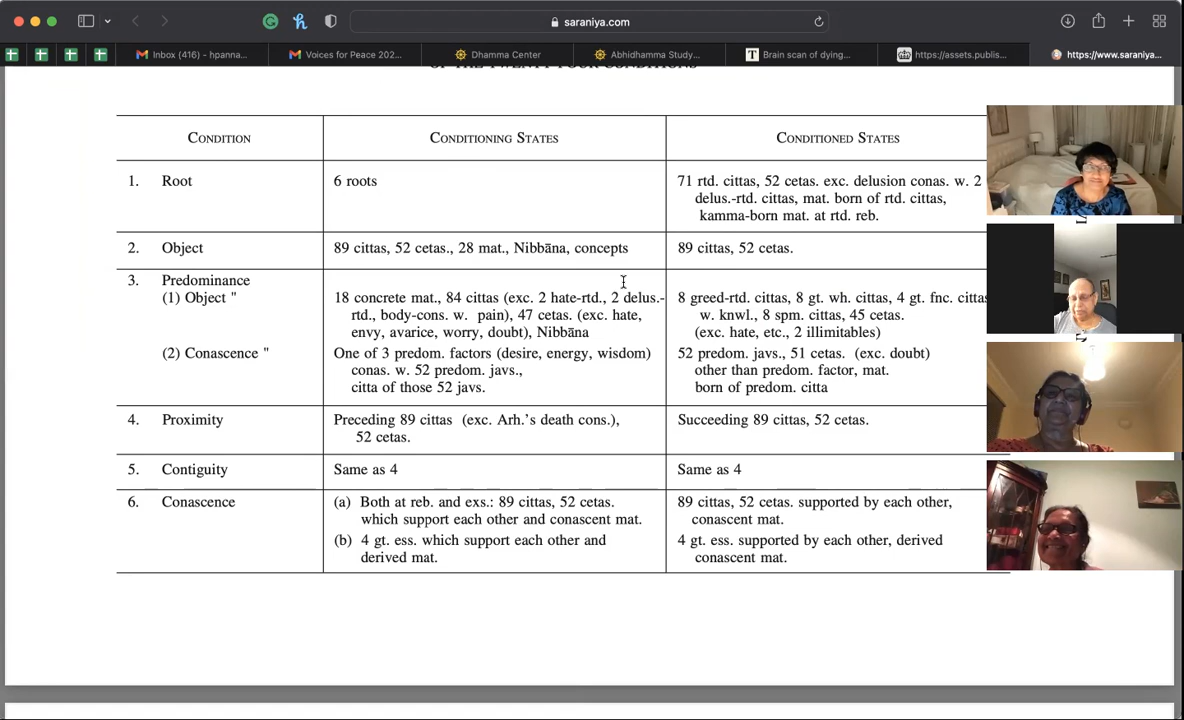 saraniya.com
Inbox (416) - hpanna...
Voices for Peace 202...
Dhamma Center
Abhidhamma Study...
T Brain scan of dying...
https://assets.publis...
https://www.saraniya...
OF THE TWENTY-FOUR CONDITIONS
CONDITION CONDITIONING STATES CONDITIONED STATES
1. Root 6 roots 71 rtd. cittas, 52 cetas. exc. delusion conas. w. 2
delus.-rtd. cittas, mat. born of rtd. cittas,
kamma-born mat. at rtd. reb.
2. Object 89 cittas, 52 cetas., 28 mat., Nibbāna, concepts 89 cittas, 52 cetas.
3. Predominance
(1) Object " 18 concrete mat., 84 cittas (exc. 2 hate-rtd., 2 delus.- 8 greed-rtd. cittas, 8 gt. wh. cittas, 4 gt. fnc. cittas
rtd., body-cons. w. pain), 47 cetas. (exc. hate, w. knwl., 8 spm. cittas, 45 cetas.
envy, avarice, worry, doubt), Nibbāna (exc. hate, etc., 2 illimitables)
(2) Conascence " One of 3 predom. factors (desire, energy, wisdom) 52 predom. javs., 51 cetas. (exc. doubt)
conas. w. 52 predom. javs., other than predom. factor, mat.
citta of those 52 javs. born of predom. citta
4. Proximity Preceding 89 cittas (exc. Arh.'s death cons.), Succeeding 89 cittas, 52 cetas.
52 cetas.
5. Contiguity Same as 4 Same as 4
6. Conascence (a) Both at reb. and exs.: 89 cittas, 52 cetas. 89 cittas, 52 cetas. supported by each other,
which support each other and conascent mat. conascent mat.
(b) 4 gt. ess. which support each other and 4 gt. ess. supported by each other, derived
derived mat. conascent mat.